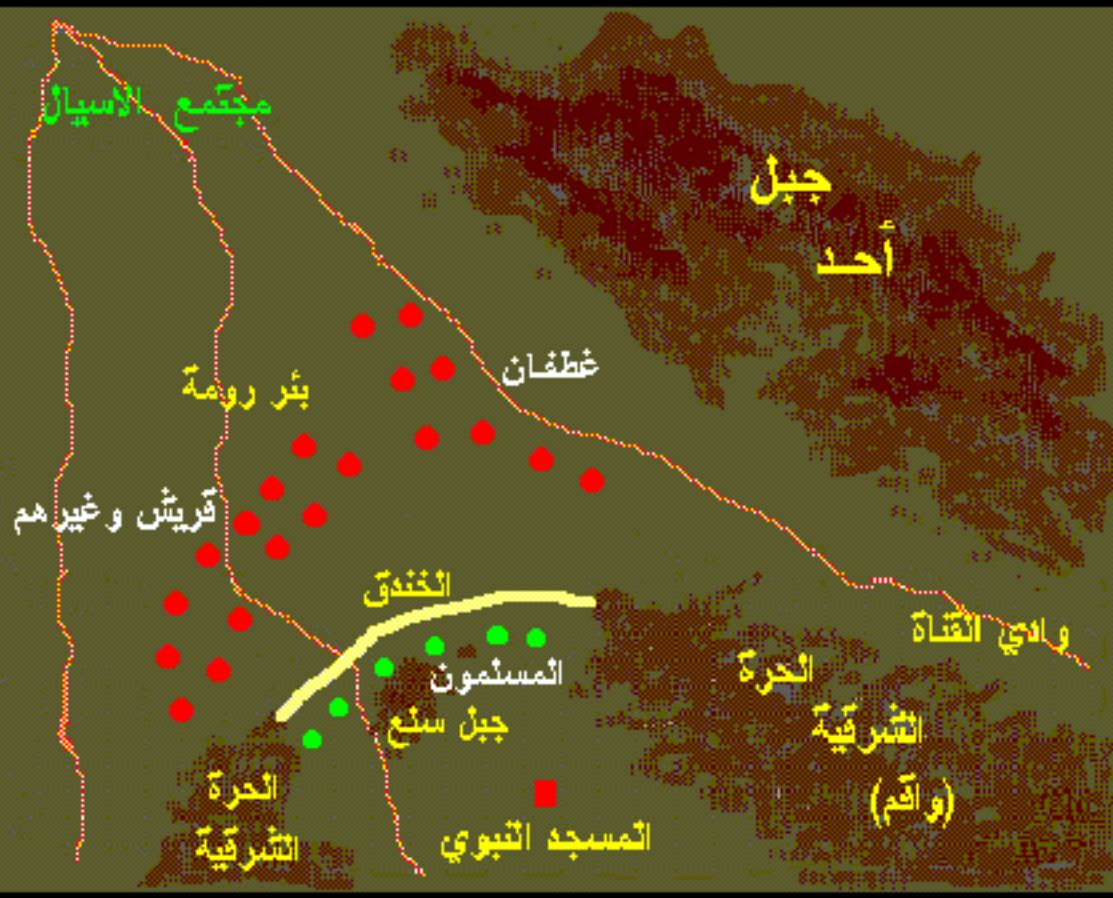 مجتمع الاسيال
جبل
أحد
غطفان
بئر رومة
قريش وغيرهم
الخندق
وادي القناة
المسلمون
الحرة
الشرقية
(واقم)
جبل سلع
الحرة
الشرقية
المسجد النبوي